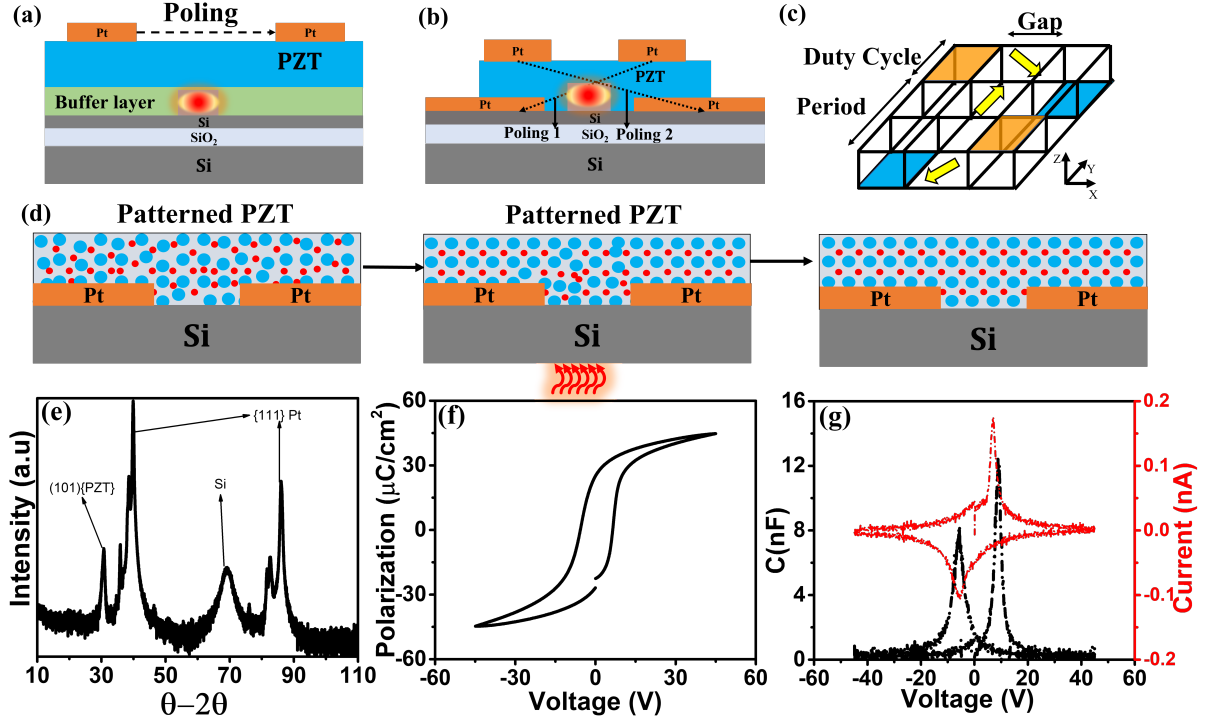 (a)
Poling
Pt
Pt
PZT
Buffer layer
Si
SiO2
Si
(b)
Pt
Pt
PZT
Pt
Pt
Si
Poling 1
SiO2
Poling 2
Si
(c)
Gap
Duty Cycle
Period
Z
Y
X
(d)
Patterned PZT
Patterned PZT
Pt
Pt
Si
Pt
Pt
Si
Pt
Pt
Si
(e)
{111} Pt
(101){PZT}
Si
Intensity (a.u)
10
30
50
70
90
110
θ−2θ
(f)
60
30
0
-30
-60
Polarization (μC/cm2)
-60
-40
-20
0
20
40
60
Voltage (V)
(g)
16
12
8
4
0
C(nF)
0.2
0.1
0.0
-0.1
-0.2
Current (nA)
-60
-40
-20
0
20
40
60
Voltage (V)